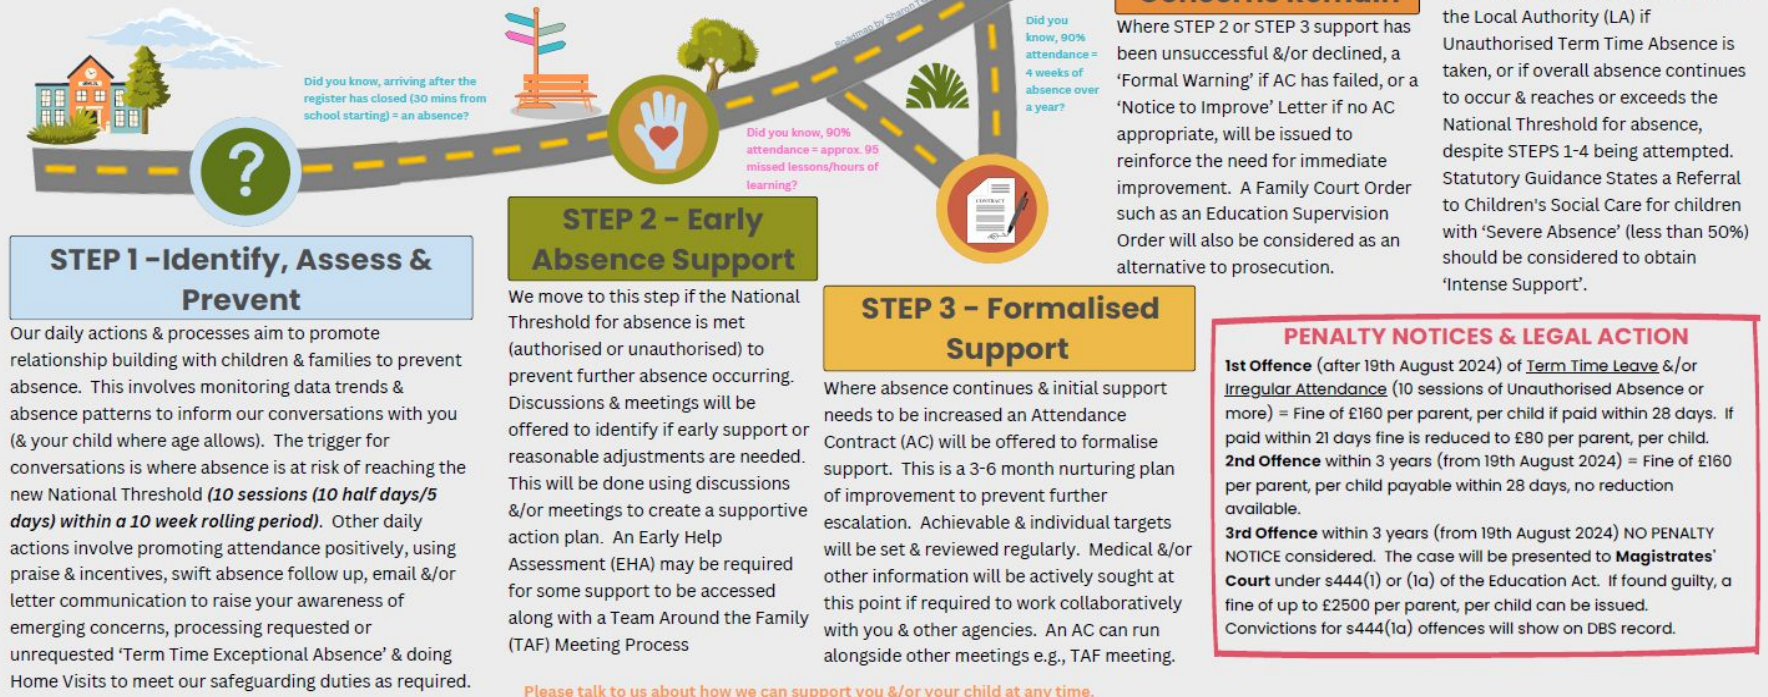 Did you know, arriving after the
register has closed (30 mins from
school starting) = an absence?
Did you know, 90%
attendance = approx. 95
missed lessons/hours of
learning?
Roadmap by
Did you
know, 90%
attendance =
4 weeks of
absence over
a year?
CONTRACT
STEP 1 –Identify, Assess &
Prevent
Our daily actions & processes aim to promote
relationship building with children & families to prevent
absence. This involves monitoring data trends &
absence patterns to inform our conversations with you
(& your child where age allows). The trigger for
conversations is where absence is at risk of reaching the
new National Threshold (10 sessions (10 half days/5
days) within a 10 week rolling period). Other daily
actions involve promoting attendance positively, using
praise & incentives, swift absence follow up, email &/or
letter communication to raise your awareness of
emerging concerns, processing requested or
unrequested ‘Term Time Exceptional Absence’ & doing
Home Visits to meet our safeguarding duties as required.
STEP 2 – Early
Absence Support
We move to this step if the National
Threshold for absence is met
(authorised or unauthorised) to
prevent further absence occurring.
Discussions & meetings will be
offered to identify if early support or
reasonable adjustments are needed.
This will be done using discussions
&/or meetings to create a supportive
action plan. An Early Help
Assessment (EHA) may be required
for some support to be accessed
along with a Team Around the Family
(TAF) Meeting Process
STEP 3 – Formalised
Support
Where absence continues & initial support
needs to be increased an Attendance
Contract (AC) will be offered to formalise
support. This is a 3-6 month nurturing plan
of improvement to prevent further
escalation. Achievable & individual targets
will be set & reviewed regularly. Medical &/or
other information will be actively sought at
this point if required to work collaboratively
with you & other agencies. An AC can run
alongside other meetings e.g., TAF meeting.
Concerns Remain
Where STEP 2 or STEP 3 support has
been unsuccessful &/or declined, a
‘Formal Warning’ if AC has failed, or a
‘Notice to Improve’ Letter if no AC
appropriate, will be issued to
reinforce the need for immediate
improvement. A Family Court Order
such as an Education Supervision
Order will also be considered as an
alternative to prosecution.
the Local Authority (LA) if
Unauthorised Term Time Absence is
taken, or if overall absence continues
to occur & reaches or exceeds the
National Threshold for absence,
despite STEPS 1-4 being attempted.
Statutory Guidance States a Referral
to Children's Social Care for children
with ‘Severe Absence’ (less than 50%)
should be considered to obtain
‘Intense Support’.
PENALTY NOTICES & LEGAL ACTION
1st Offence (after 19th August 2024) of Term Time Leave &/or
Irregular Attendance (10 sessions of Unauthorised Absence or
more) = Fine of £160 per parent, per child if paid within 28 days. If
paid within 21 days fine is reduced to £80 per parent, per child.
2nd Offence within 3 years (from 19th August 2024) = Fine of £160
per parent, per child payable within 28 days, no reduction
available.
3rd Offence within 3 years (from 19th August 2024) NO PENALTY
NOTICE considered. The case will be presented to Magistrates'
Court under s444(1) or (1a) of the Education Act. If found guilty, a
fine of up to £2500 per parent, per child can be issued.
Convictions for s444(1a) offences will show on DBS record.
Please talk to us about how we can support you &/or your child at any time.